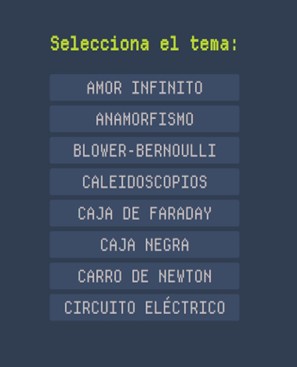 Selecciona el tema:
AMOR INFINITO
ANAMORFISMO
BLOWER-BERNOULLI
CALEIDOSCOPIOS
CAJA DE FARADAY
CAJA NEGRA
CARRO DE NEWTON
CIRCUITO ELÉCTRICO